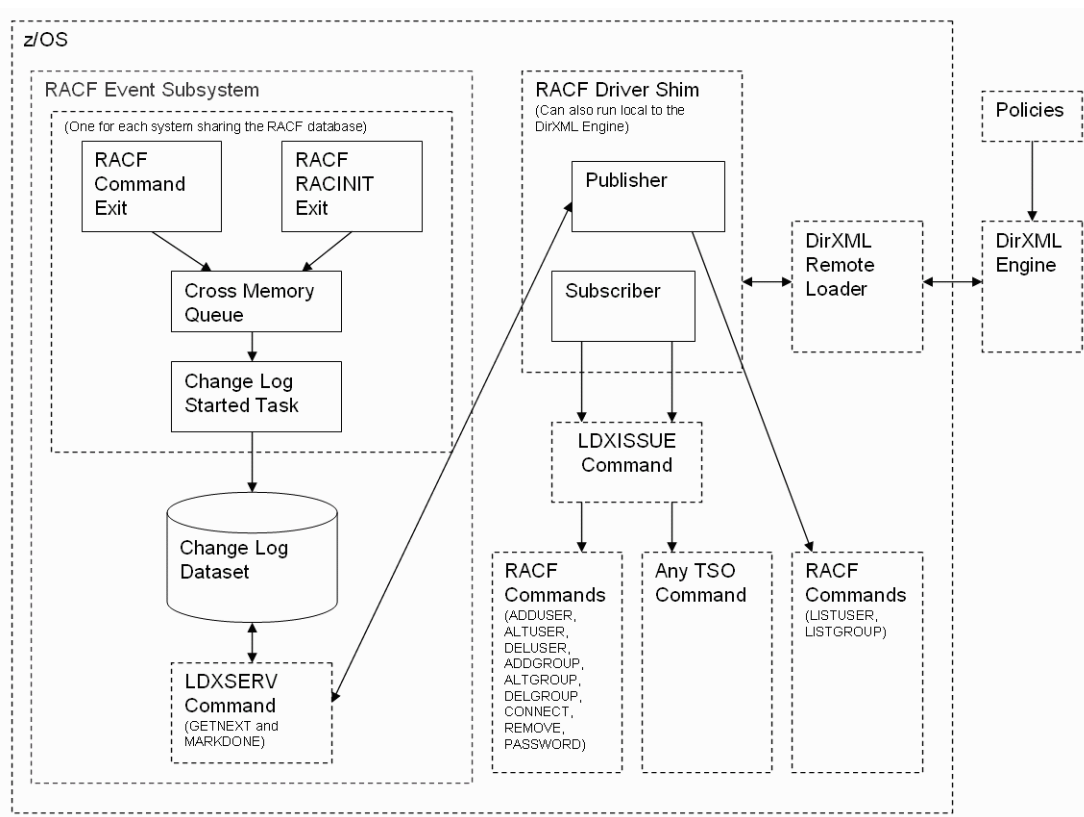 z/OS
RACF Event Subsystem
(One for each system sharing the RACF database)
RACF
Command
Exit
RACF
RACINIT
Exit
Cross Memory
Queue
Change Log
Started Task
Change Log
Dataset
LDXSERV
Command
(GETNEXT and
MARKDONE)
RACF Driver Shim
(Can also run local to the
DirXML Engine)
Publisher
Subscriber
LDXISSUE
Command
RACF
Commands
(ADDUSER,
ALTUSER,
DELUSER,
ADDGROUP,
ALTGROUP,
DELGROUP,
CONNECT,
REMOVE,
PASSWORD)
Any TSO
Command
RACF
Commands
(LISTUSER,
LISTGROUP)
DirXML
Remote
Loader
Policies
DirXML
Engine